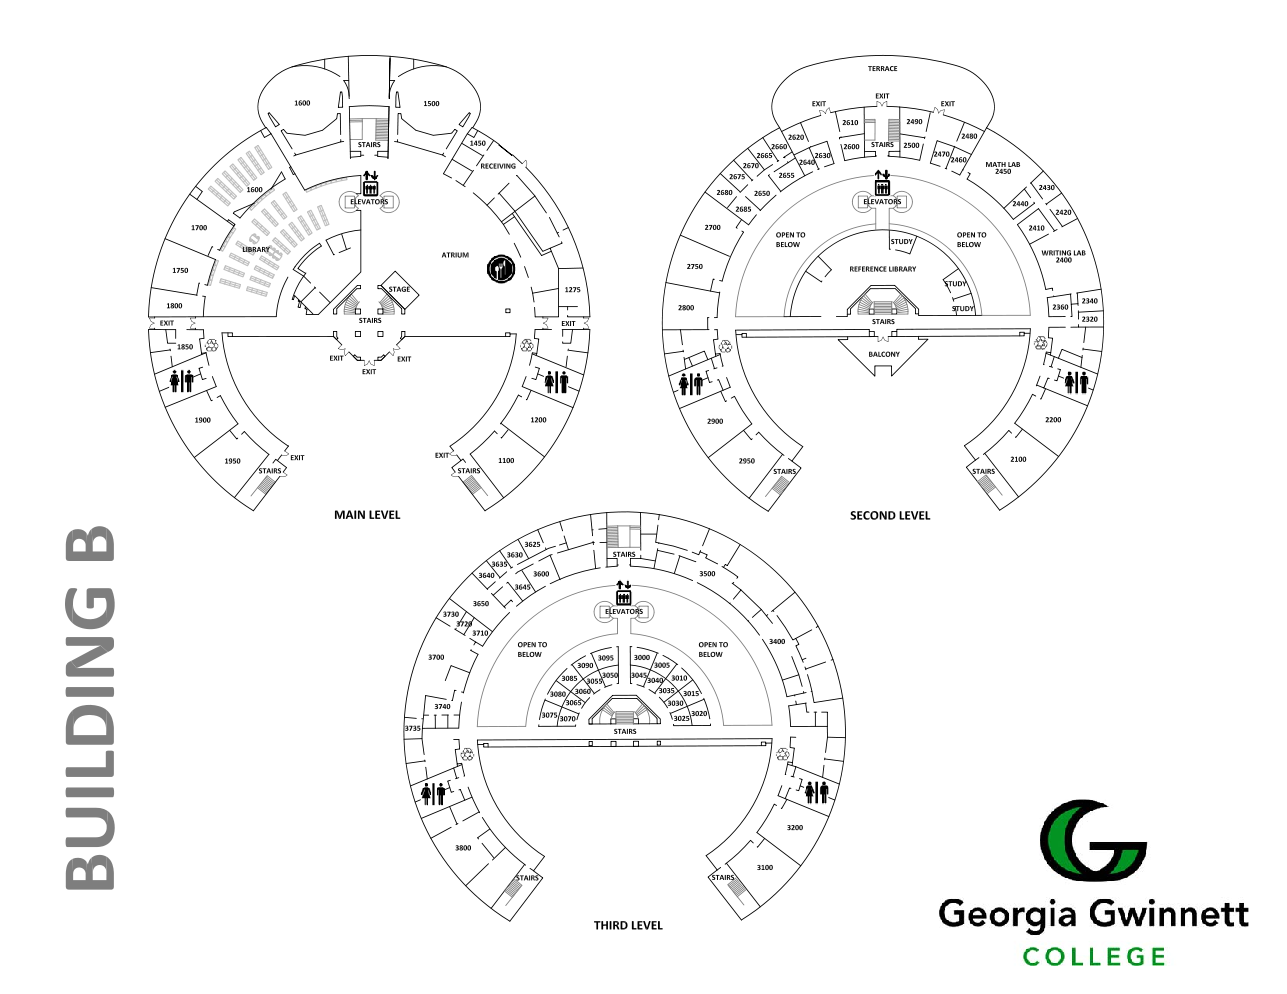 BUILDING B
1600
1500
STAIRS
1450
RECEIVING
ELEVATORS
1600
1700
LIBRARY
ATRIUM
1750
STAGE
1275
1800
STAIRS
EXIT
EXIT
1850
EXIT
EXIT
EXIT
1900
1200
EXIT
EXIT
1950
1100
STAIRS
STAIRS
MAIN LEVEL
TERRACE
EXIT
EXIT
EXIT
2610
2490
2620
2480
2660
2600
STAIRS
2500
2665
2630
2470
2670
2640
2460
2675
2655
MATH LAB
2450
2680
2650
2430
ELEVATORS
2440
2685
2420
2700
2410
OPEN TO
BELOW
OPEN TO
BELOW
STUDY
WRITING LAB
2400
2750
REFERENCE LIBRARY
STUDY
2800
2360
2340
STUDY
STAIRS
2320
BALCONY
2900
2200
2950
2100
STAIRS
STAIRS
SECOND LEVEL
3625
3630
STAIRS
3635
3640
3600
3500
3645
3650
ELEVATORS
3730
3720
3710
3400
OPEN TO
BELOW
OPEN TO
BELOW
3700
3095
3000
3090
3005
3085
3055
3050
3045
3040
3010
3080
3060
3035
3015
3740
3065
3030
3075
3070
3025
3020
3735
STAIRS
3800
3200
3100
STAIRS
STAIRS
THIRD LEVEL
Georgia Gwinnett
COLLEGE